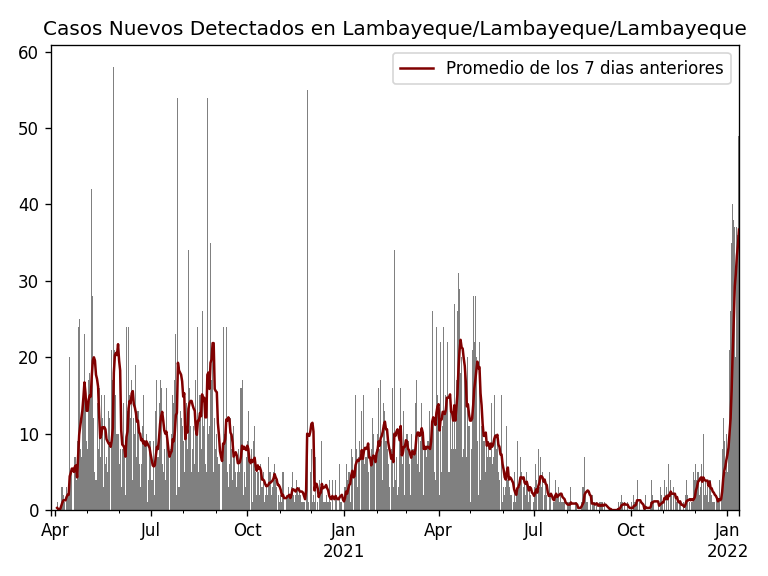 Casos Nuevos Detectados en Lambayeque/Lambayeque/Lambayeque
Promedio de los 7 dias anteriores
60
50
40
30
20
10
0
Apr Jul Oct Jan Apr Jul Oct Jan
2021 2022